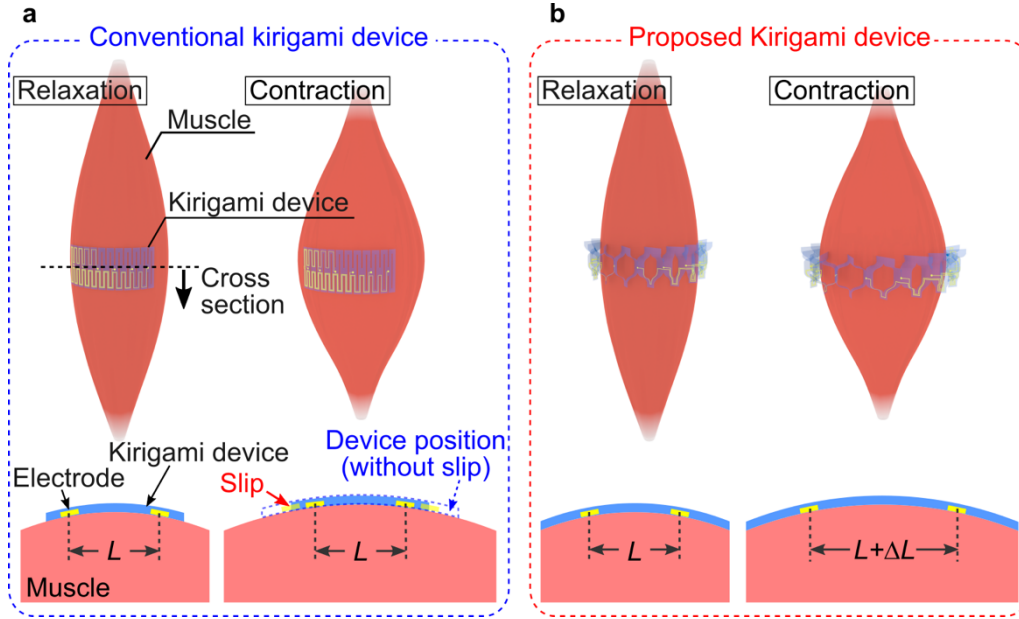 a
Conventional kirigami device
Relaxation
Contraction
Muscle
Kirigami device
Cross
section
Kirigami device
Electrode
Slip
Device position
(without slip)
L
L
Muscle
b
Proposed Kirigami device
Relaxation
Contraction
L
L+ΔL